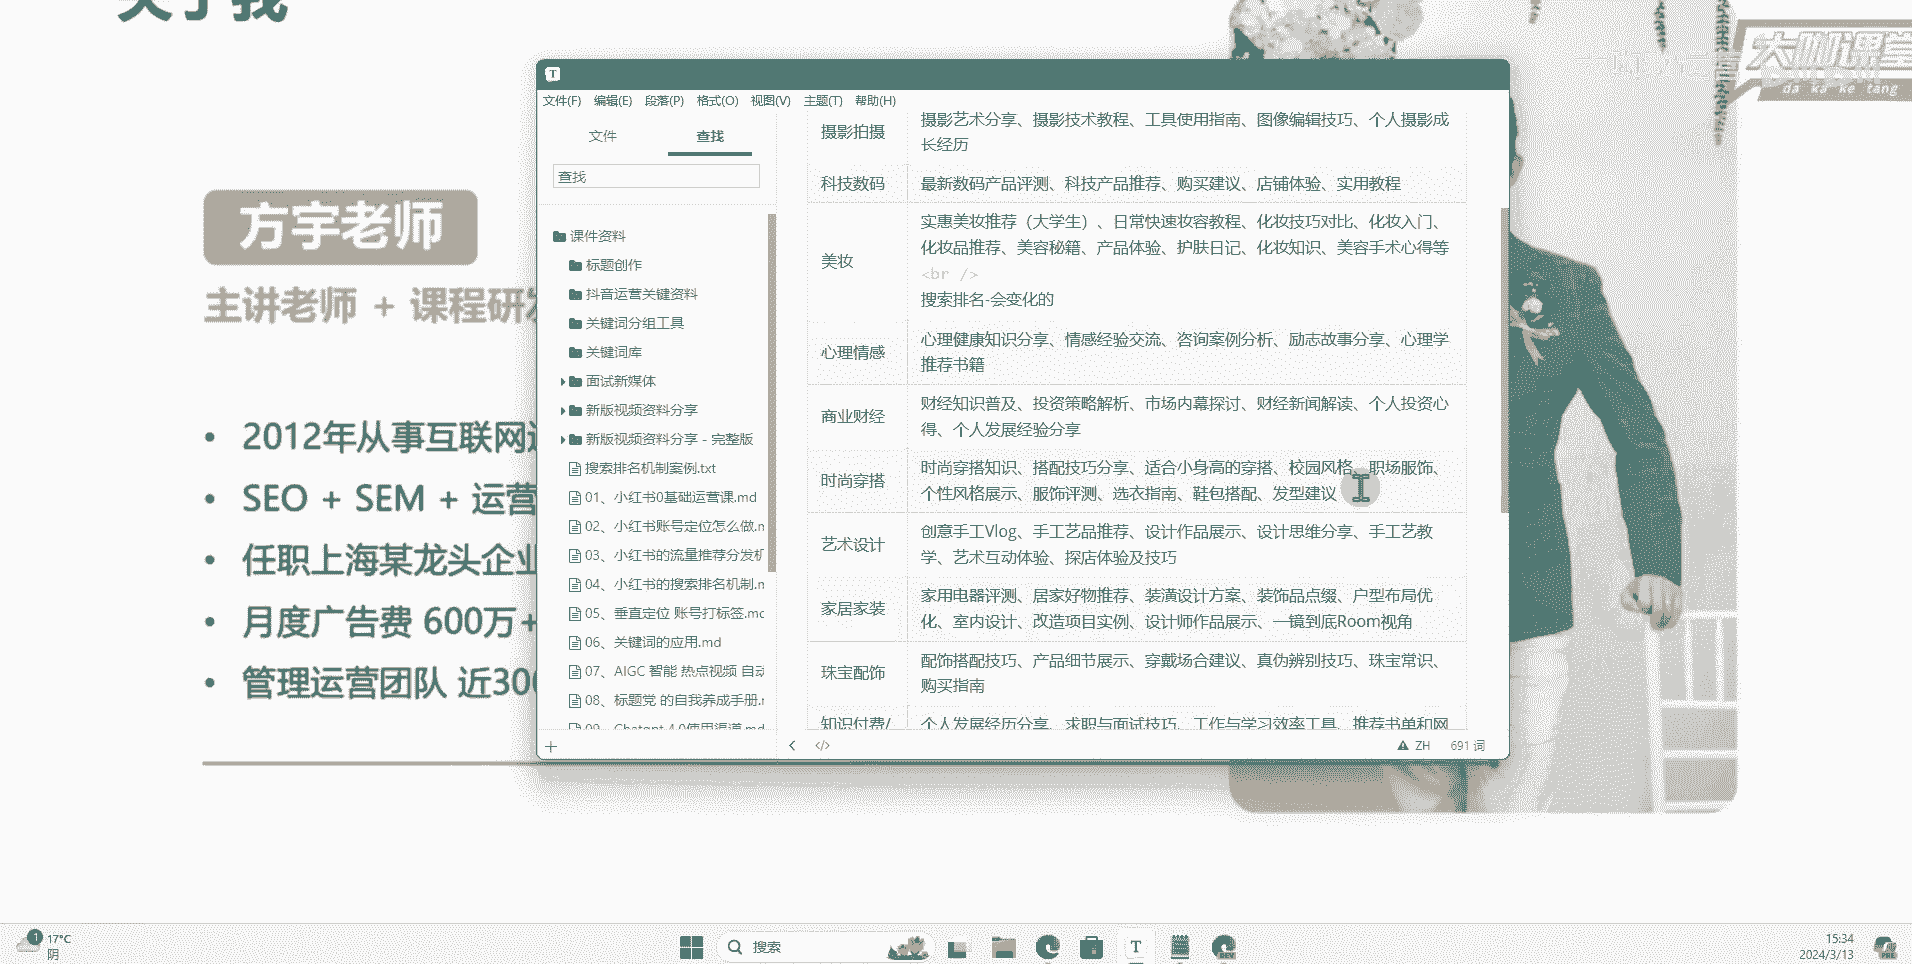 关于我
大咖课堂
da ka ke tang
方宇老师
主讲老师 + 课程研发
• 2012年从事互联网
• SEO + SEM + 运营
• 任职上海某龙头企业
• 月度广告费 600万+
• 管理运营团队 近300
文件(F) 编辑(E) 段落(P) 格式(O) 视图(V) 主题(T) 帮助(H)
文件 查找
查找
课件资料
标题创作
抖音运营关键资料
关键词分组工具
关键词库
面试新媒体
新版视频资料分享
新版视频资料分享 - 完整版
搜索排名机制案例.txt
01、小红书0基础运营课.md
02、小红书账号定位怎么做.m
03、小红书的流量推荐分发机
04、小红书的搜索排名机制.m
05、垂直定位 账号打标签.mc
06、关键词的应用.md
07、AIGC 智能 热点视频 自动
08、标题党 的自我养成手册.r
09、Chatgpt 4.0使用渠道.md
摄影拍摄
摄影艺术分享、摄影技术教程、工具使用指南、图像编辑技巧、个人摄影成
长经历
科技数码
最新数码产品评测、科技产品推荐、购买建议、店铺体验、实用教程
美妆
实惠美妆推荐（大学生）、日常快速妆容教程、化妆技巧对比、化妆入门、
化妆品推荐、美容秘籍、产品体验、护肤日记、化妆知识、美容手术心得等
<br />
搜索排名-会变化的
心理情感
心理健康知识分享、情感经验交流、咨询案例分析、励志故事分享、心理学
推荐书籍
商业财经
财经知识普及、投资策略解析、市场内幕探讨、财经新闻解读、个人投资心
得、个人发展经验分享
时尚穿搭
时尚穿搭知识、搭配技巧分享、适合小身高的穿搭、校园风格、职场服饰、
个性风格展示、服饰评测、选衣指南、鞋包搭配、发型建议
艺术设计
创意手工Vlog、手工艺品推荐、设计作品展示、设计思维分享、手工艺教
学、艺术互动体验、探店体验及技巧
家居家装
家用电器评测、居家好物推荐、装潢设计方案、装饰品点缀、户型布局优
化、室内设计、改造项目实例、设计师作品展示、一镜到底Room视角
珠宝配饰
配饰搭配技巧、产品细节展示、穿戴场合建议、真伪辨别技巧、珠宝常识、
购买指南
知识付费/
个人发展经历分享、求职与面试技巧、工作与学习效率工具、推荐书单和网
ZH 691 词
1
17°C
阴
搜索
15:34
2024/3/13